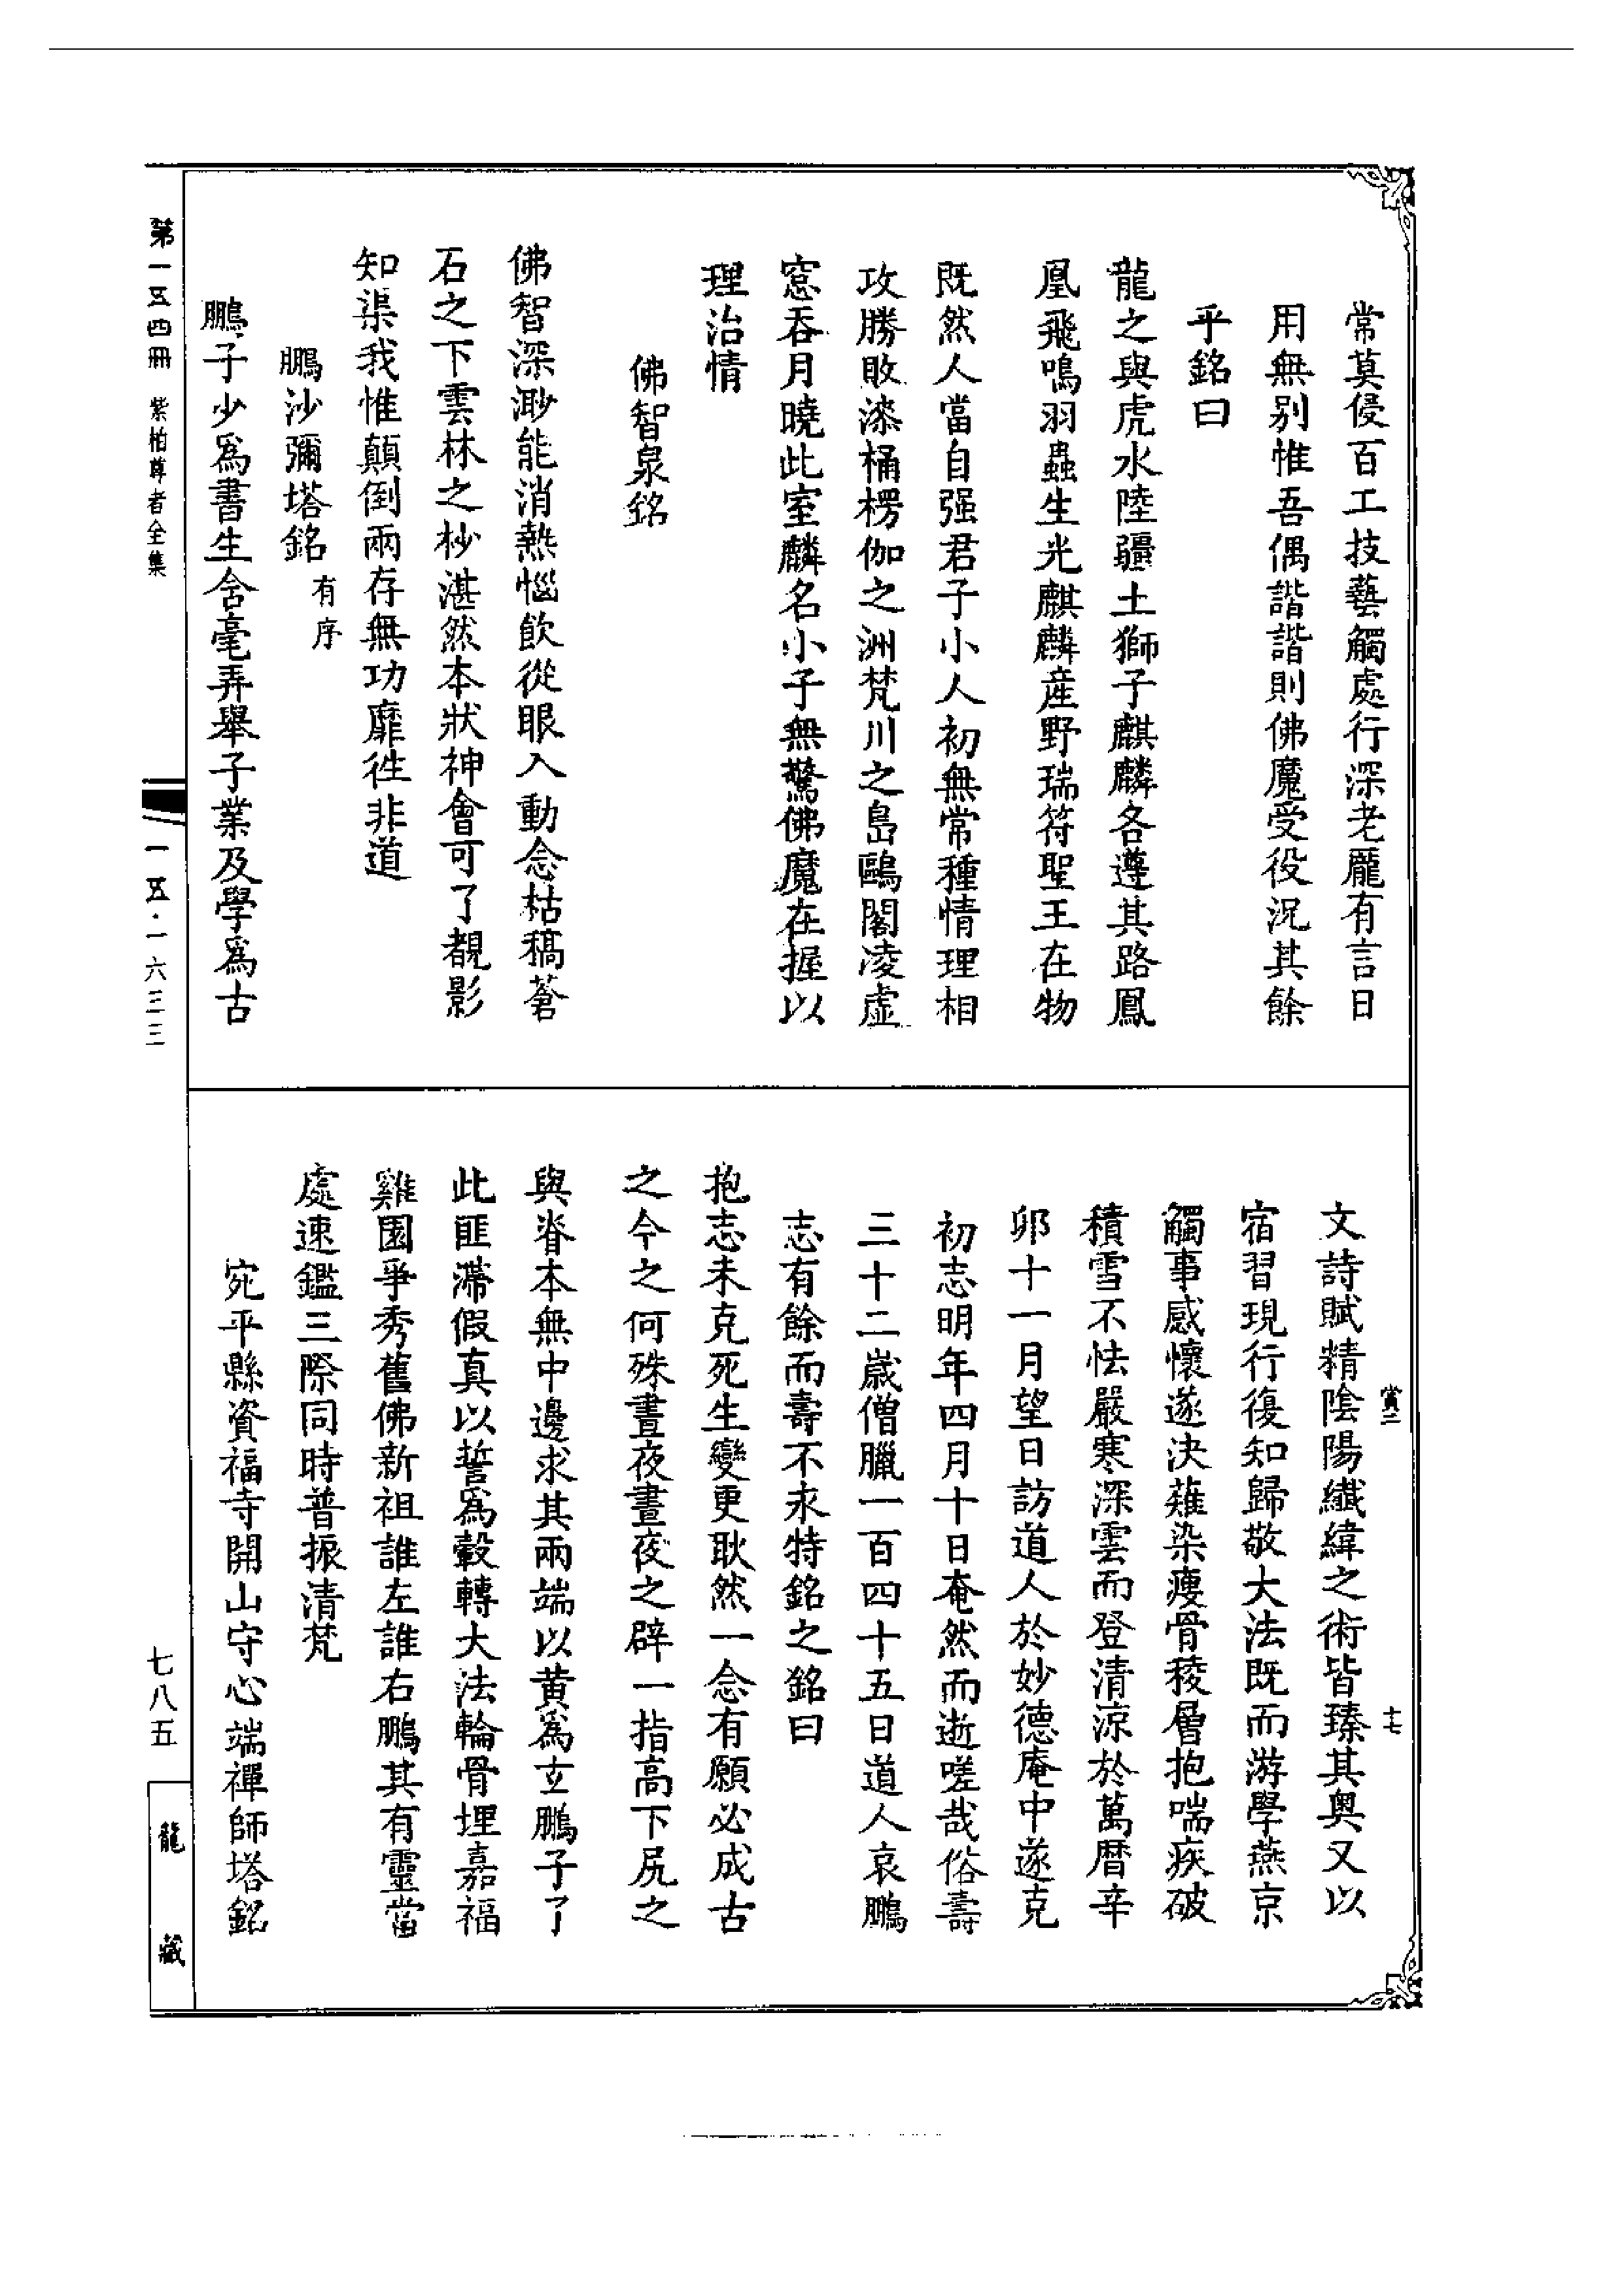 常莫侵百工技藝觸處行深老龐有言日
用無别惟吾偶諧諧則佛魔受役況其餘
乎銘曰
龍之與虎水陸疆土獅子麒麟各遵其路鳳
凰飛鳴羽蟲生光麒麟産野瑞符聖王在物
既然人當自强君子小人初無常種情理相
攻勝敗漆桶楞伽之洲梵川之島鷗閣凌虛
窓吞月曉此室麟名小子無驚佛魔在握以
理治情
佛智泉銘
佛智深渺能消熱惱飲從眼入動念枯稿蒼
石之下雲林之杪湛然本狀神會可了覩影
知渠我惟顛倒兩存無功靡徃非道
鵬沙彌塔銘有序
鵬子少爲書生含毫弄舉子業及學爲古
文詩賦精陰陽纎緯之術皆臻其奥又以
宿習現行復知歸敬大法既而游學燕京
觸事感懷遂決薙染瘦骨稜層抱喘疾破
積雪不怯嚴寒深雲而登清涼於萬曆辛
卯十一月望日訪道人於妙德庵中遂克
初志明年四月十日奄然而逝嗟哉俗壽
三十二歲僧臘一百四十五日道人哀鵬
志有餘而壽不永特銘之銘曰
抱志未克死生變更耿然一念有願必成古
之今之何殊晝夜晝夜之辟一指高下尻之
與脊本無中邊求其兩端以黄爲玄鵬子了
此匪滯假真以誓爲轂轉大法輪骨埋嘉福
雞園爭秀舊佛新祖誰左誰右鵬其有靈當
處速鑑三際同時普振清梵
宛平縣資福寺開山守心端禪師塔銘
第一五四冊 紫柏尊者全集
一五·一六三三
七八五
龍藏
十七